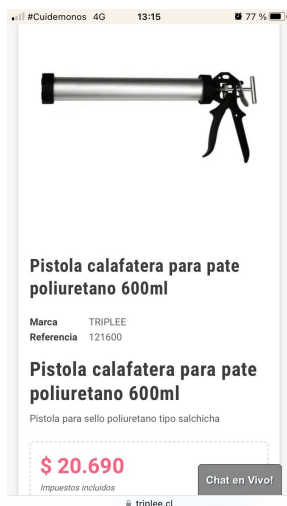 #Cuidemonos 4G 13:15 77 %
Pistola calafatera para pate
poliuretano 600ml
Marca TRIPLEE
Referencia 121600
Pistola calafatera para pate
poliuretano 600ml
Pistola para sello poliuretano tipo salchicha
$ 20.690
Impuestos incluidos
Chat en Vivo!
triplee.cl